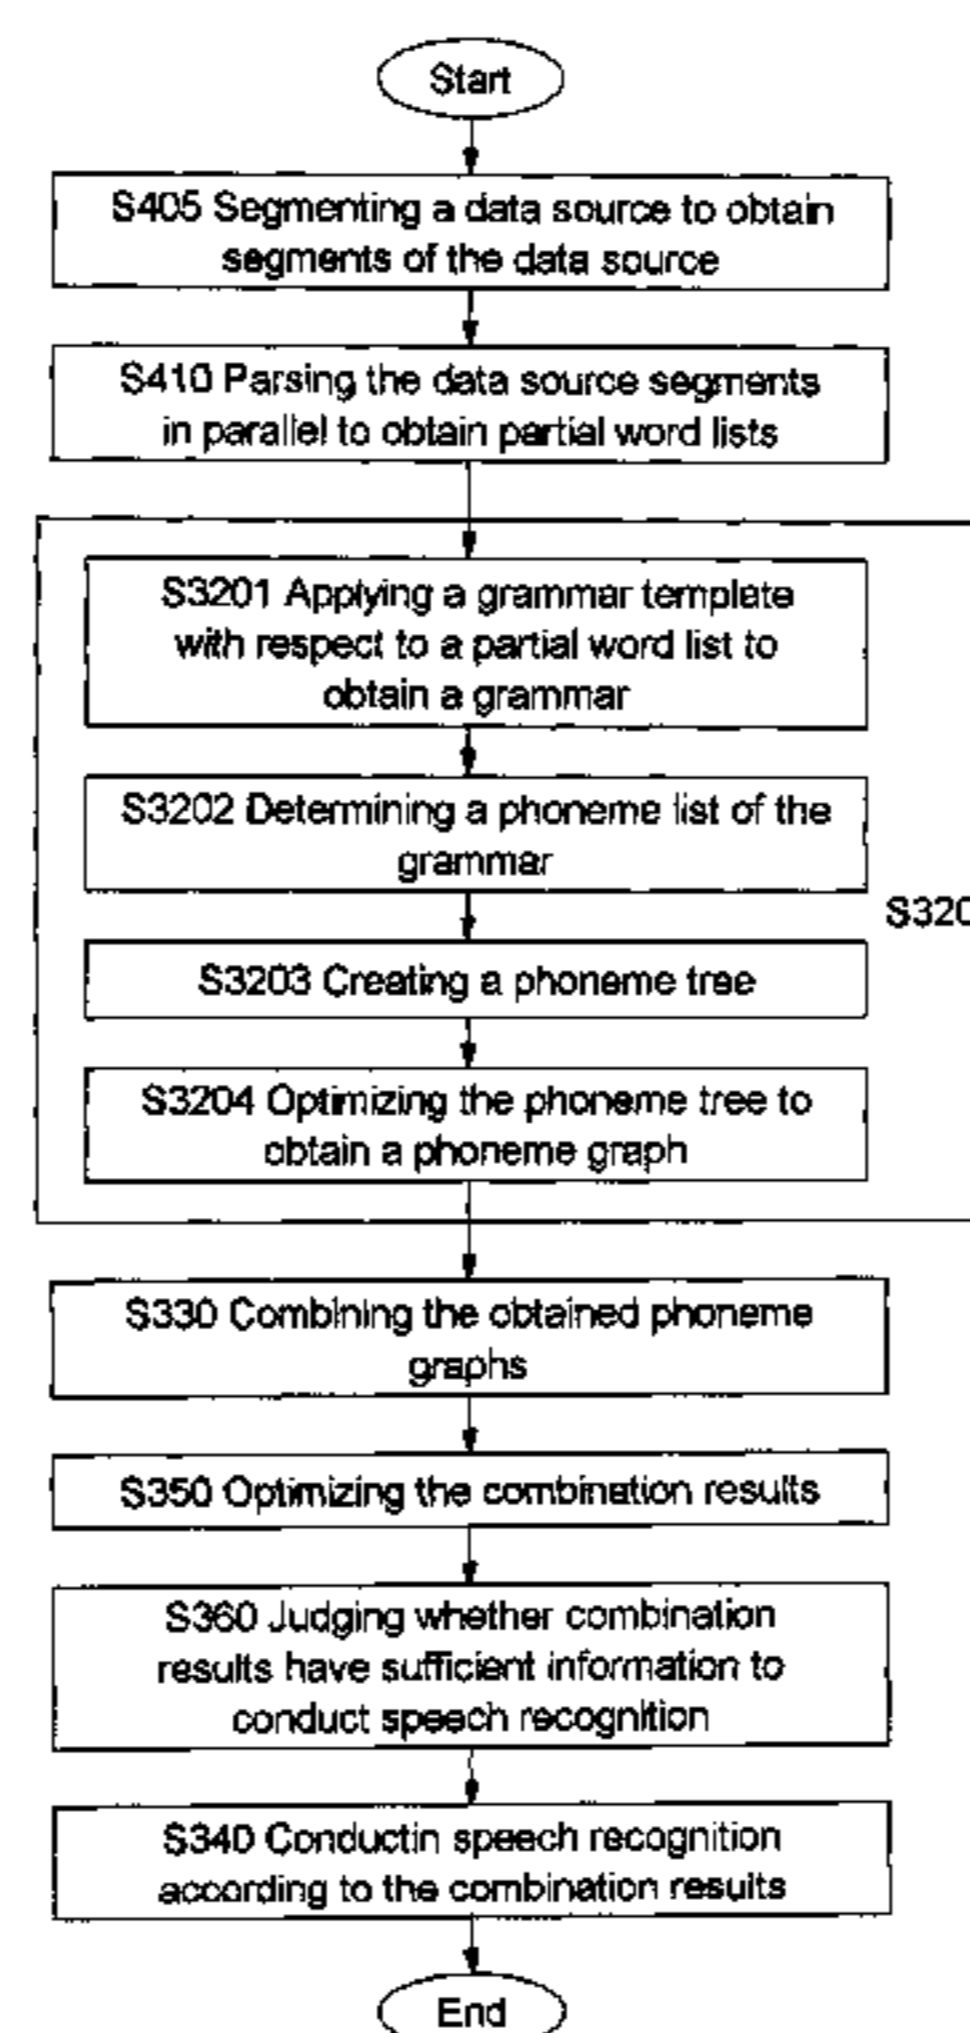 Start
S405 Segmenting a data source to obtain
segments of the data source
S410 Parsing the data source segments
in parallel to obtain partial word lists
S3201 Applying a grammar template
with respect to a partial word list to
obtain a grammar
S3202 Determining a phoneme list of the
grammar
S320
S3203 Creating a phoneme tree
S3204 Optimizing the phoneme tree to
obtain a phoneme graph
S330 Combining the obtained phoneme
graphs
S350 Optimizing the combination results
S360 Judging whether combination
results have sufficient information to
conduct speech recognition
S340 Conductin speech recognition
according to the combination results
End